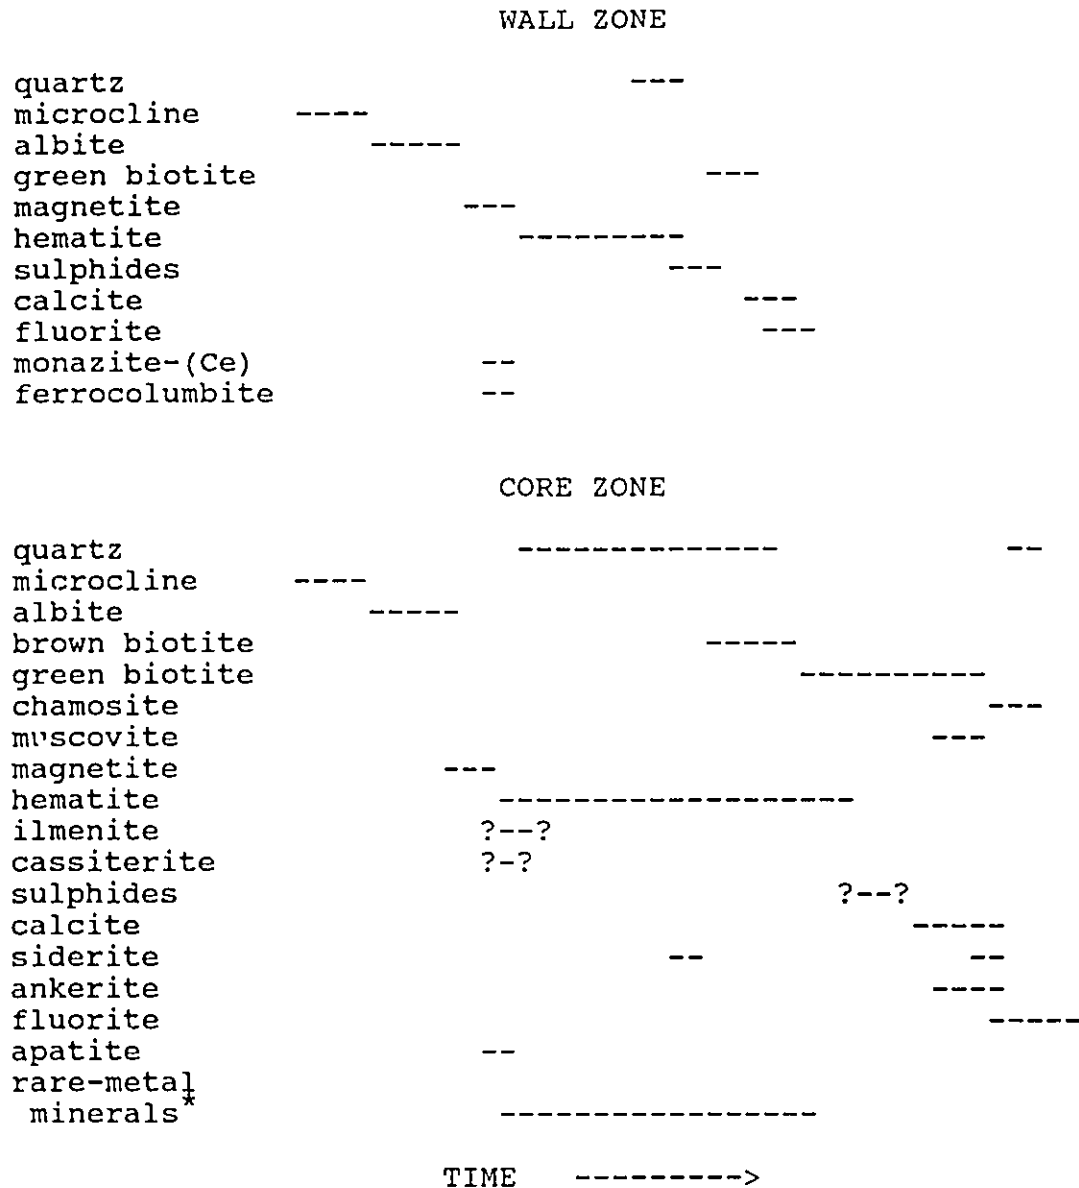 WALL ZONE
quartz ---
microcline ----
albite -----
green biotite ---
magnetite ---
hematite ---------
sulphides ---
calcite ---
fluorite ---
monazite-(Ce) --
ferrocolumbite --
CORE ZONE
quartz -------------- --
microcline ----
albite -----
brown biotite -----
green biotite ----------
chamosite ---
muscovite ---
magnetite ---
hematite -------------------
ilmenite ?--?
cassiterite ?-?
sulphides ?--?
calcite -----
siderite -- --
ankerite ----
fluorite -----
apatite --
rare-metal
minerals* -----------------
TIME --------->